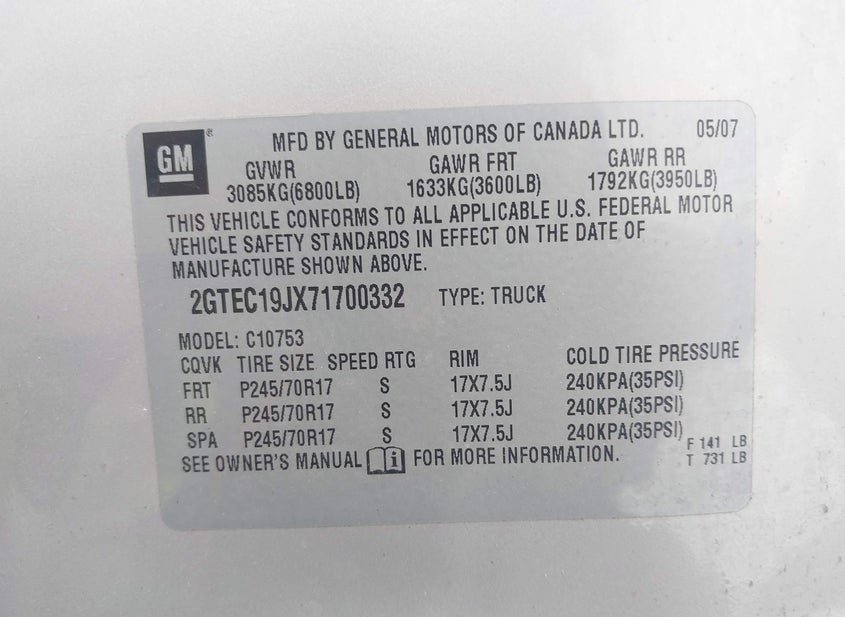 GM® MFD BY GENERAL MOTORS OF CANADA LTD. 05/07
GVWR GAWR FRT GAWR RR
3085KG(6800LB) 1633KG(3600LB) 1792KG(3950LB)
THIS VEHICLE CONFORMS TO ALL APPLICABLE U.S. FEDERAL MOTOR
VEHICLE SAFETY STANDARDS IN EFFECT ON THE DATE OF
MANUFACTURE SHOWN ABOVE.
2GTEC19JX71700332 TYPE: TRUCK
MODEL: C10753
CQVK TIRE SIZE SPEED RTG RIM COLD TIRE PRESSURE
FRT P245/70R17 S 17X7.5J 240KPA(35PSI)
RR P245/70R17 S 17X7.5J 240KPA(35PSI)
SPA P245/70R17 S 17X7.5J 240KPA(35PSI)
SEE OWNER'S MANUAL i FOR MORE INFORMATION.
F 141 LB
T 731 LB